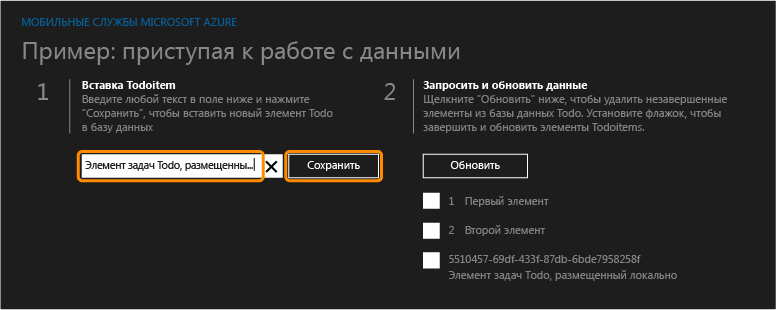 МОБИЛЬНЫЕ СЛУЖБЫ MICROSOFT AZURE
Пример: приступая к работе с данными
1
Вставка Todoitem
Введите любой текст в поле ниже и нажмите
"Сохранить", чтобы вставить новый элемент Todo
в базу данных
Элемент задач Todo, размещенны...
Сохранить
2
Запросить и обновить данные
Щелкните "Обновить" ниже, чтобы удалить незавершенные
элементы из базы данных Todo. Установите флажок, чтобы
завершить и обновить элементы Todoitems.
Обновить
1 Первый элемент
2 Второй элемент
5510457-69df-433f-87db-6bde7958258f
Элемент задач Todo, размещенный локально